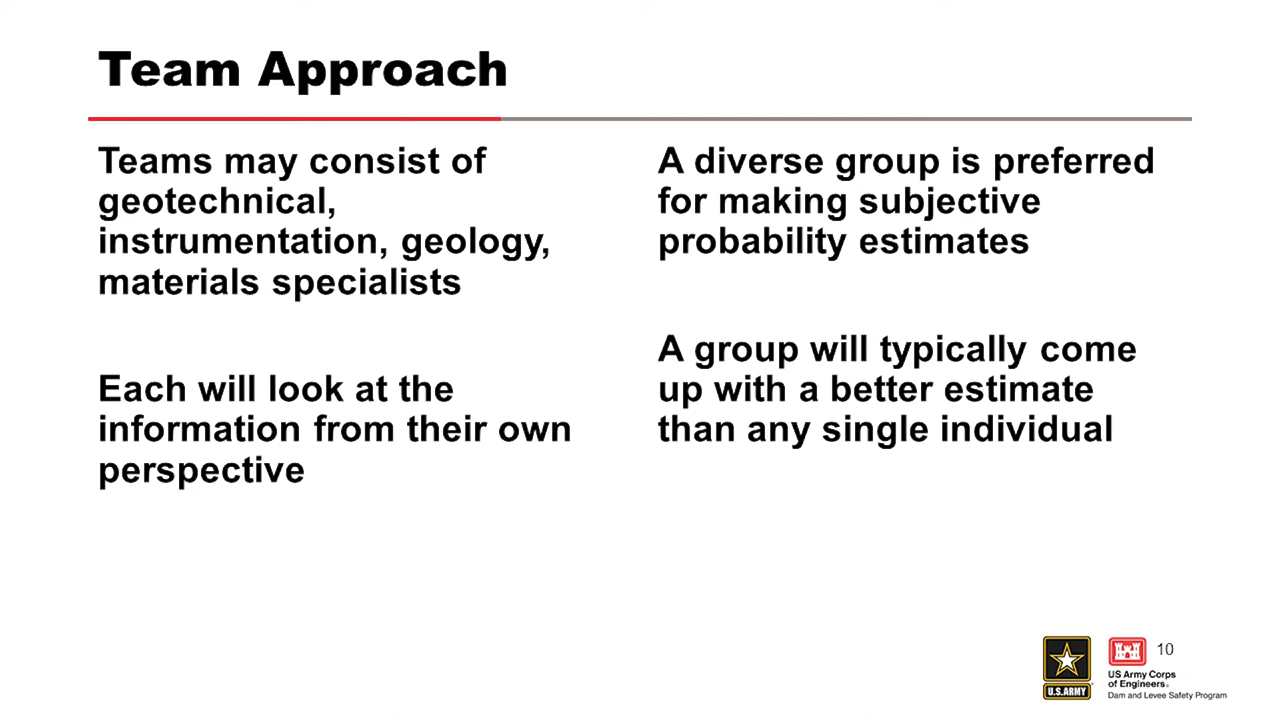 Team Approach
Teams may consist of
geotechnical,
instrumentation, geology,
materials specialists
Each will look at the
information from their own
perspective
A diverse group is preferred
for making subjective
probability estimates
A group will typically come
up with a better estimate
than any single individual
U.S.ARMY
10
US Army Corps
of Engineers®
Dam and Levee Safety Program